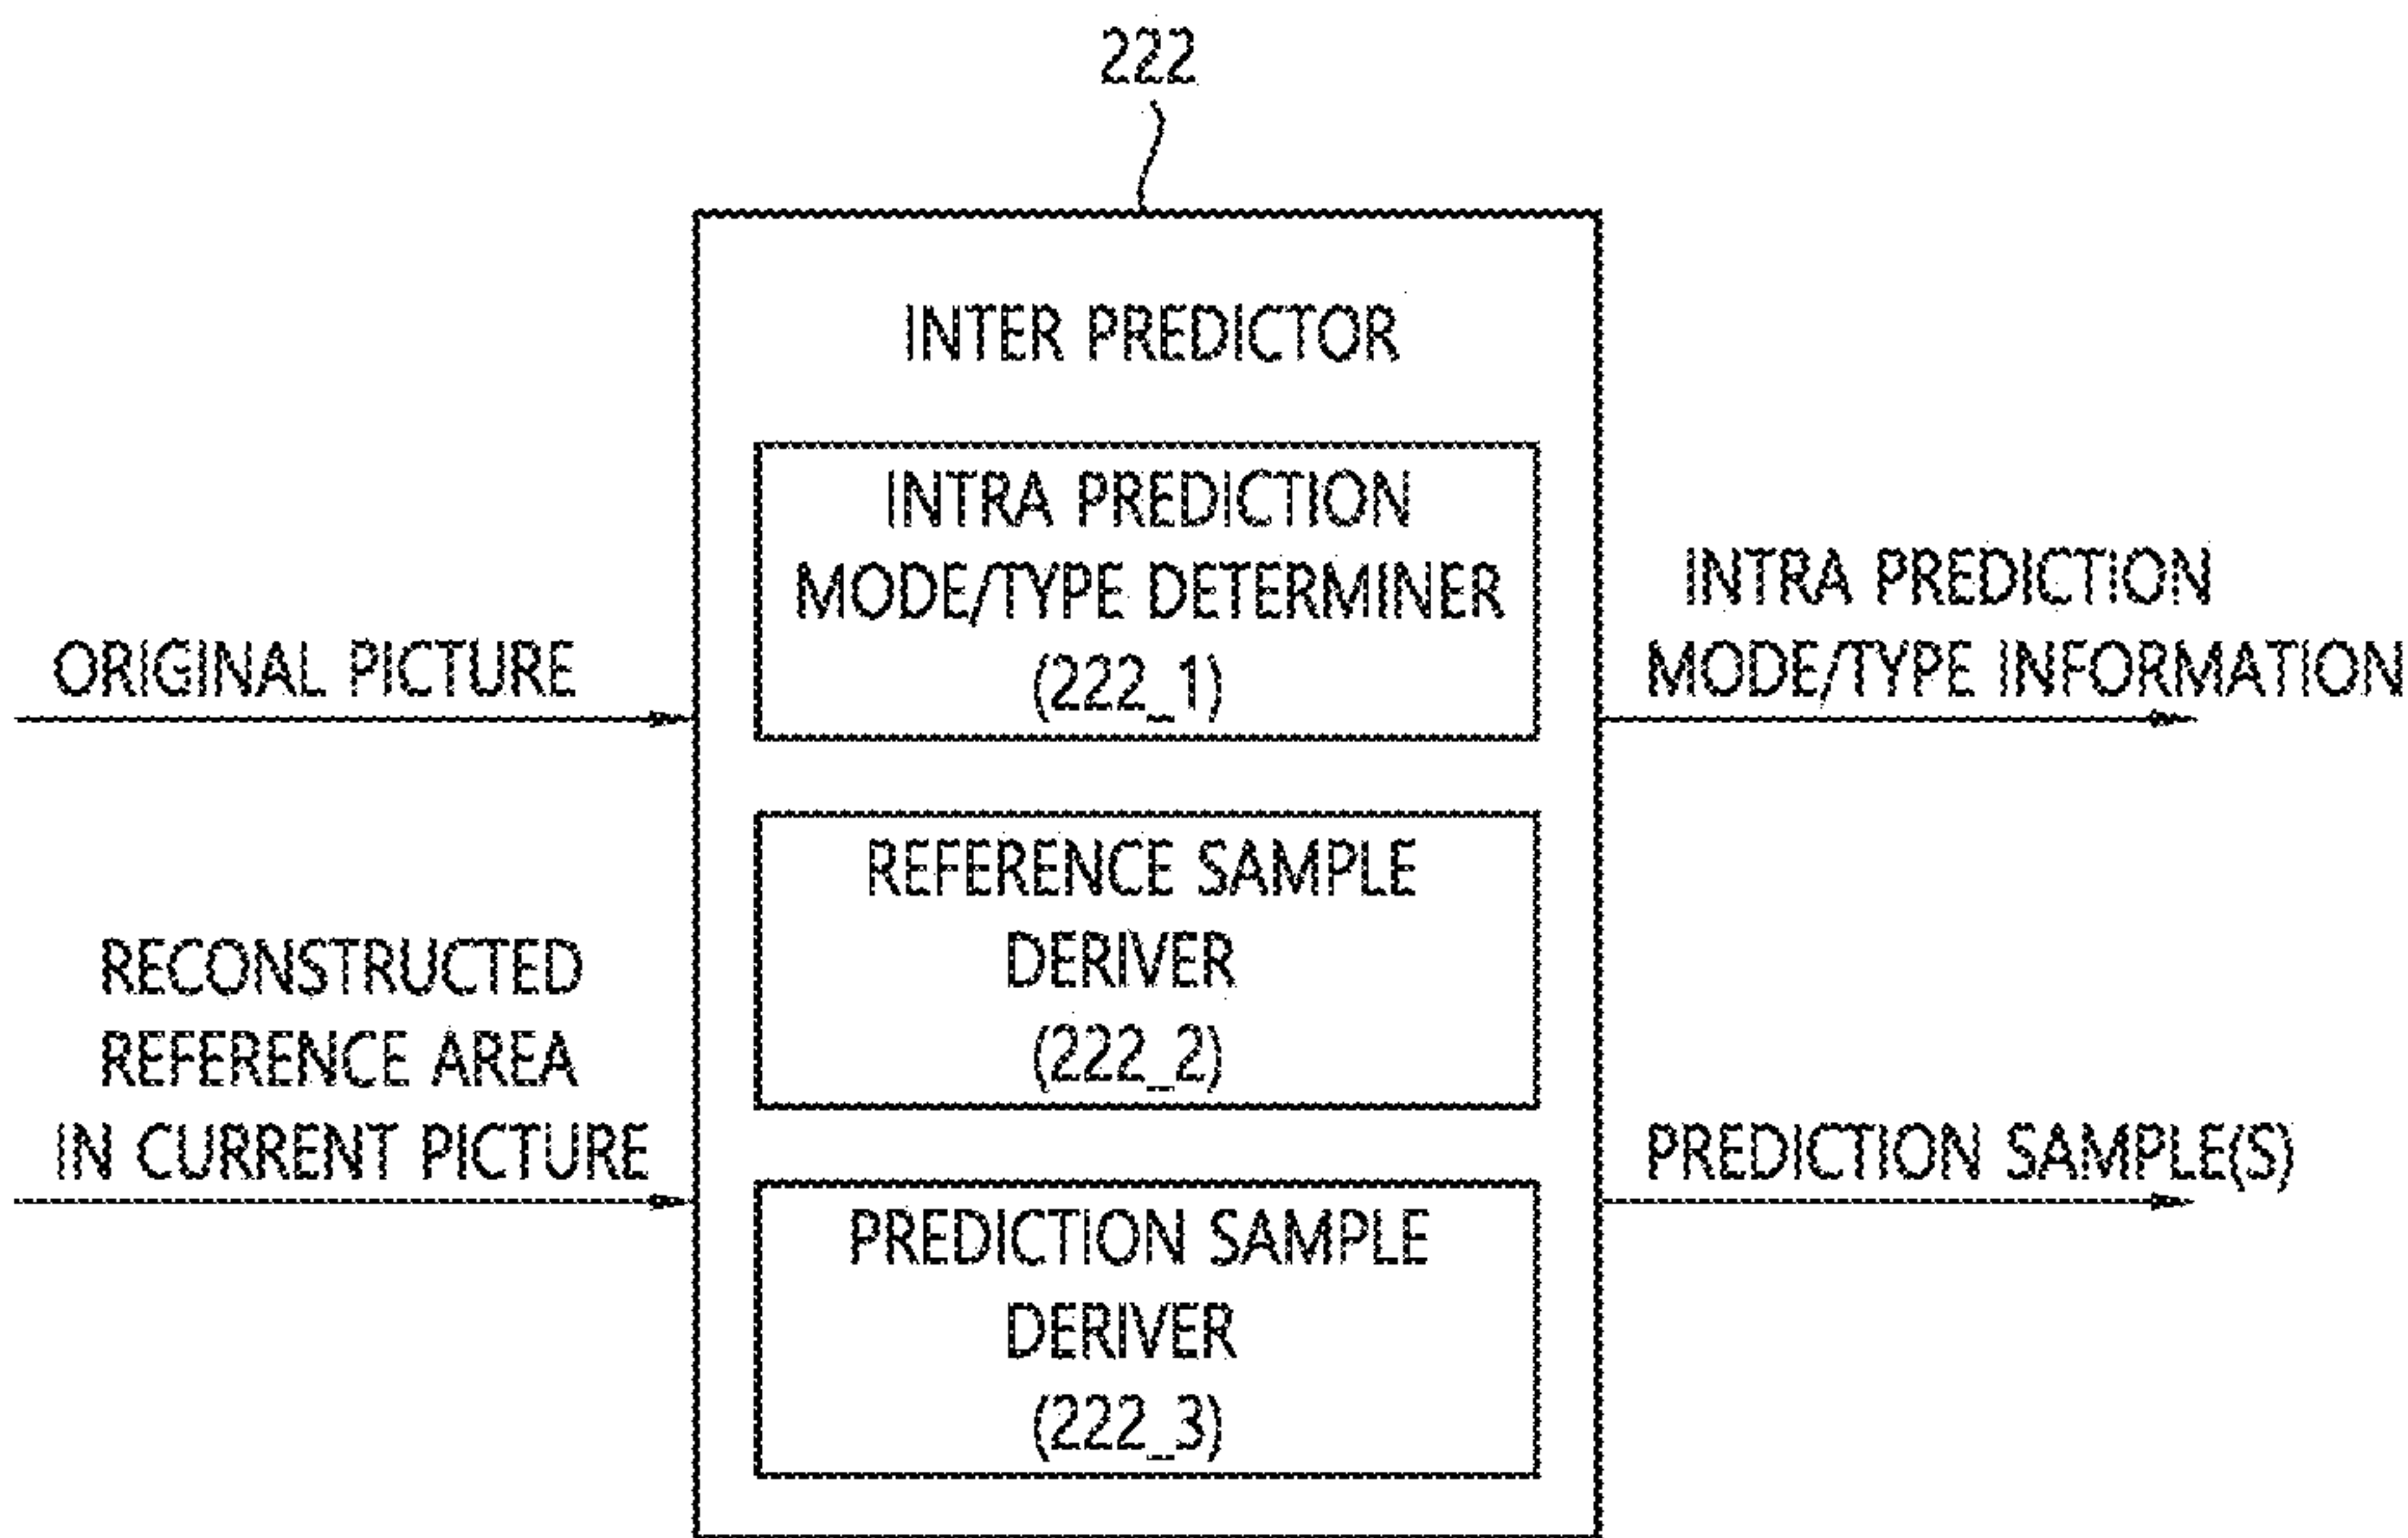 222
INTER PREDICTOR
INTRA PREDICTION
MODE/TYPE DETERMINER
(222_1)
REFERENCE SAMPLE
DERIVER
(222_2)
PREDICTION SAMPLE
DERIVER
(222_3)
ORIGINAL PICTURE
RECONSTRUCTED
REFERENCE AREA
IN CURRENT PICTURE
INTRA PREDICTION
MODE/TYPE INFORMATION
PREDICTION SAMPLE(S)